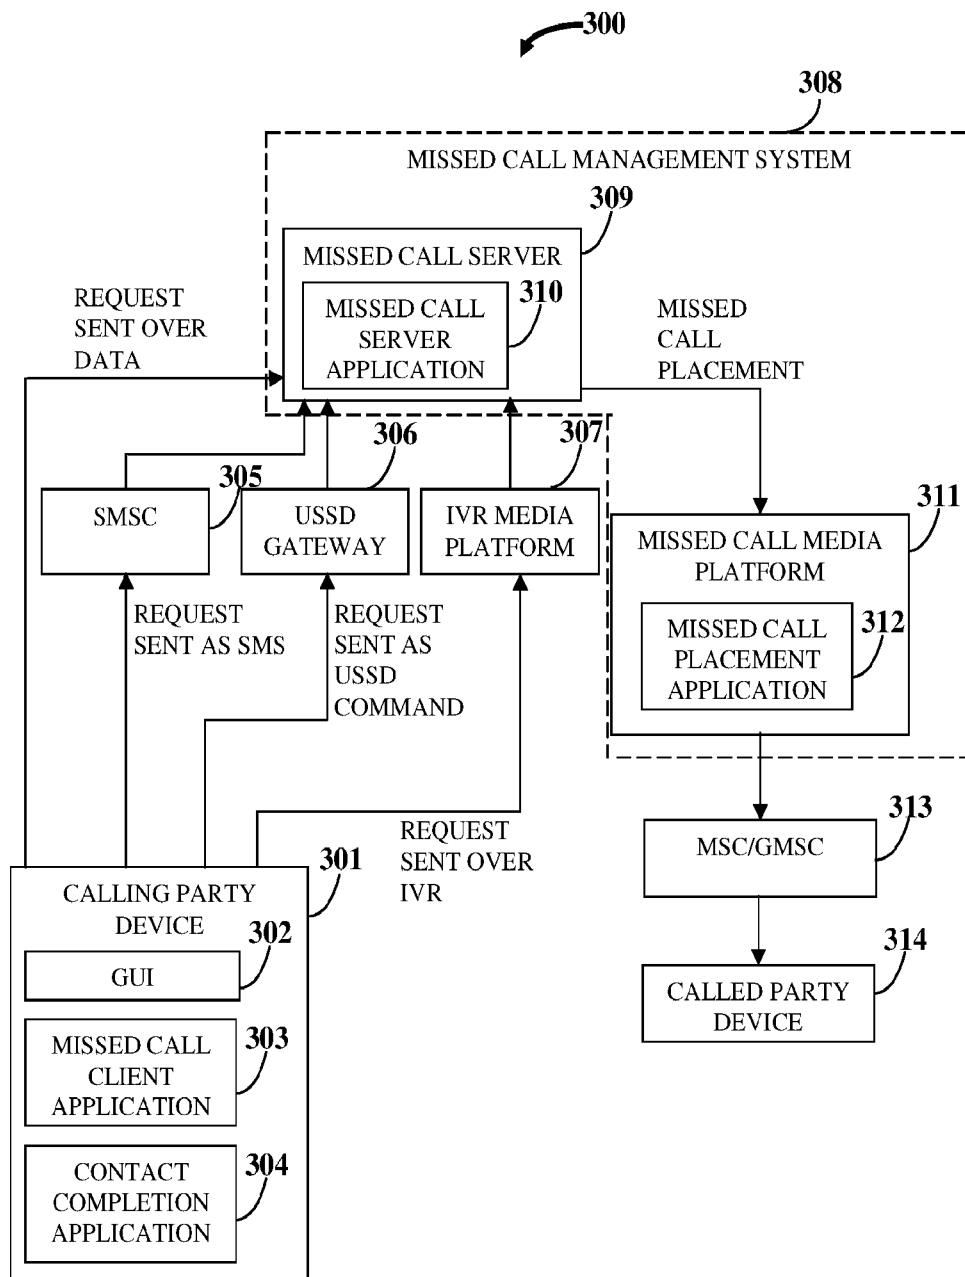 300
308
MISSED CALL MANAGEMENT SYSTEM
309
MISSED CALL SERVER
310
MISSED CALL
SERVER
APPLICATION
REQUEST
SENT OVER
DATA
MISSED
CALL
PLACEMENT
305
SMSC
306
USSD
GATEWAY
307
IVR MEDIA
PLATFORM
311
MISSED CALL MEDIA
PLATFORM
312
MISSED CALL
PLACEMENT
APPLICATION
REQUEST
SENT AS SMS
REQUEST
SENT AS
USSD
COMMAND
REQUEST
SENT OVER
IVR
313
MSC/GMSC
314
CALLED PARTY
DEVICE
301
CALLING PARTY
DEVICE
302
GUI
303
MISSED CALL
CLIENT
APPLICATION
304
CONTACT
COMPLETION
APPLICATION